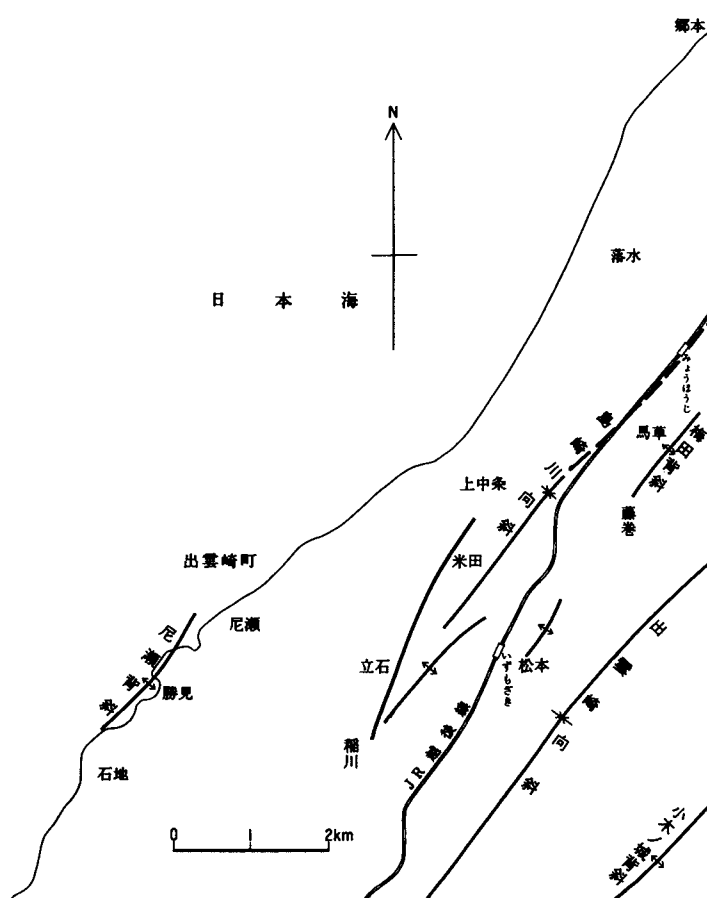 郷本
N
落水
日本海
みょうほうじ
島崎川向斜
馬草
梅田背斜
上中条
藤巻
米田
出雲崎町
尼瀬
尼瀬背斜
立石
松本
いずもざき
勝見
稲川
JR越後線
石地
0 1 2km
小木ノ城背斜